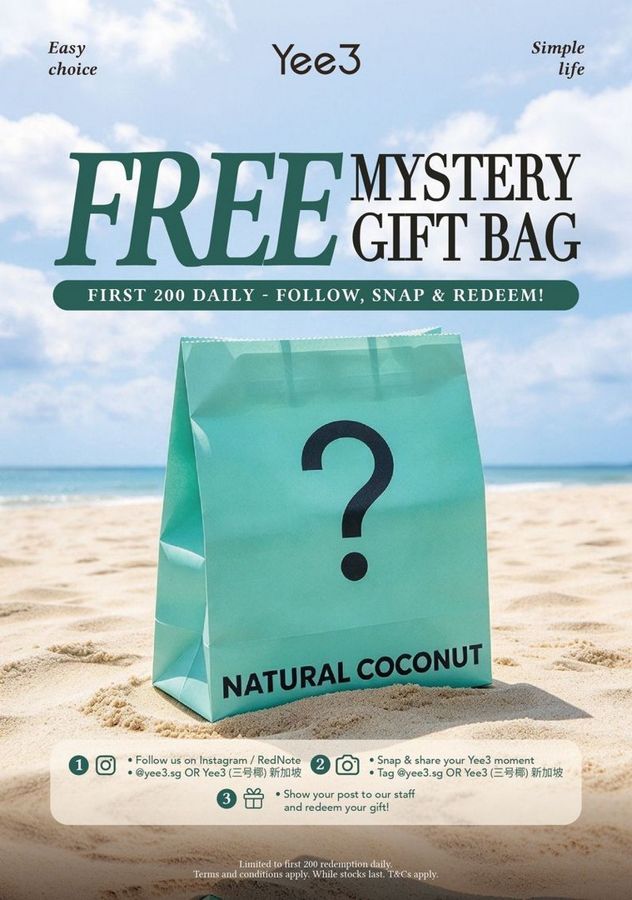 Easy
choice
Yee3
Simple
life
FREE
MYSTERY
GIFT BAG
FIRST 200 DAILY - FOLLOW, SNAP & REDEEM!
?
NATURAL COCONUT
1
• Follow us on Instagram / RedNote
• @yee3.sg OR Yee3 (三号椰) 新加坡
2
• Snap & share your Yee3 moment
• Tag @yee3.sg OR Yee3 (三号椰) 新加坡
3
• Show your post to our staff
and redeem your gift!
Limited to first 200 redemption daily.
Terms and conditions apply. While stocks last. T&Cs apply.